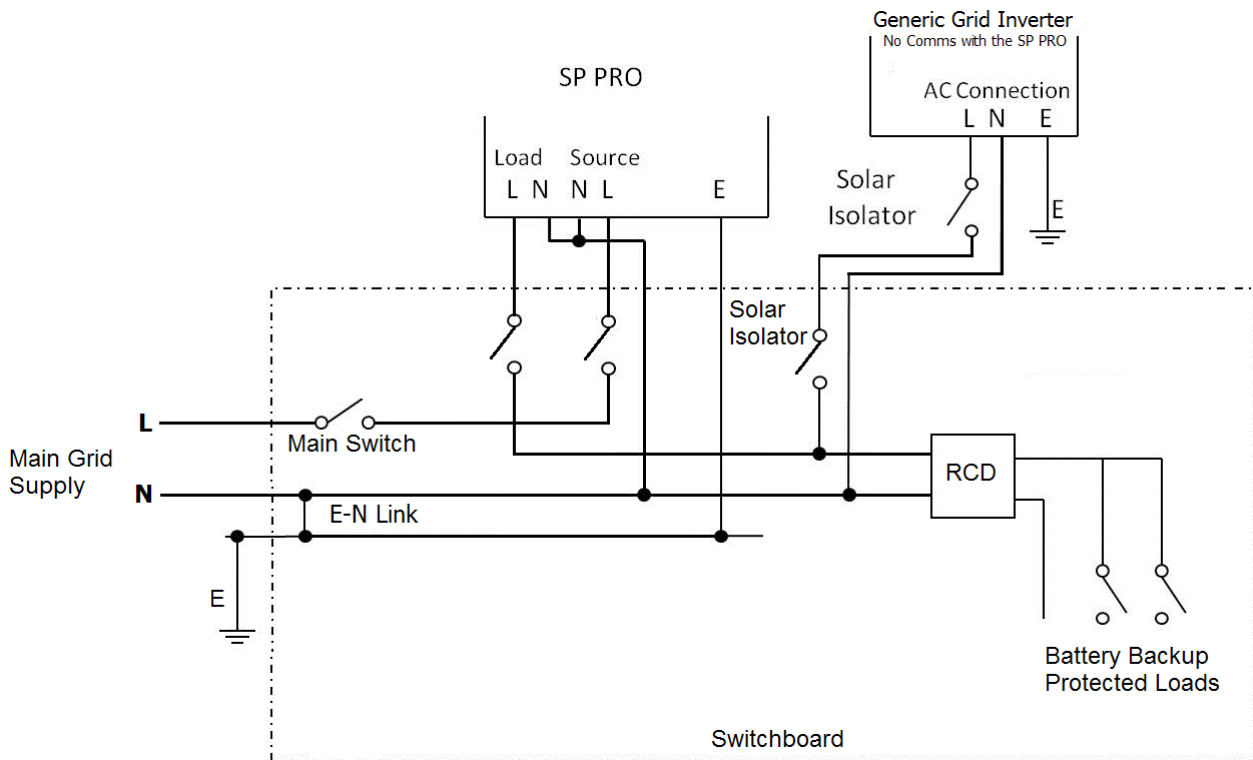 Generic Grid Inverter
No Comms with the SP PRO
AC Connection
L N E
SP PRO
Load Source
L N N L E
Solar
Isolator
E
Solar
Isolator
L
Main Switch
Main Grid
Supply
N
E-N Link
RCD
E
Battery Backup
Protected Loads
Switchboard